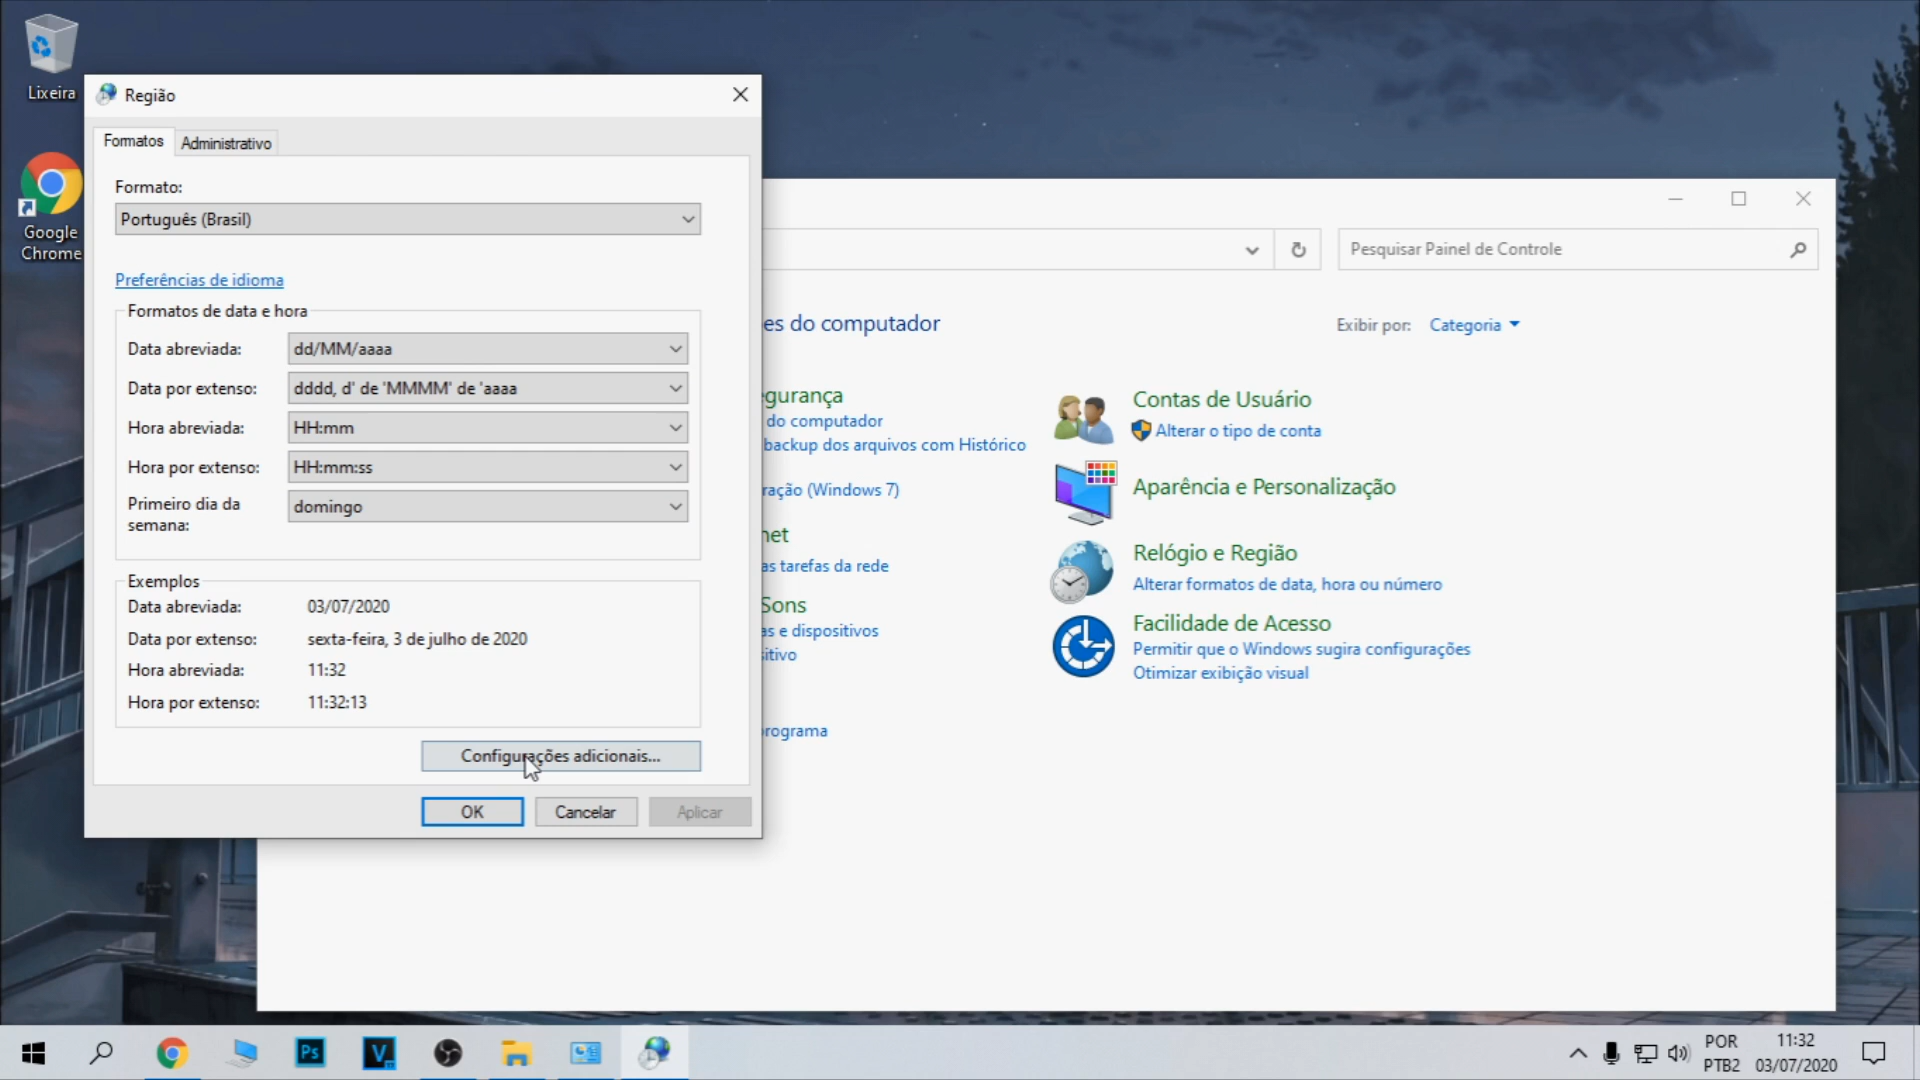 Lixeira
Google
Chrome
Região
Formatos
Administrativo
Formato:
Português (Brasil)
Preferências de idioma
Formatos de data e hora
Data abreviada:
dd/MM/aaaa
Data por extenso:
dddd, d' de 'MMMM' de 'aaaa
Hora abreviada:
HH:mm
Hora por extenso:
HH:mm:ss
Primeiro dia da
semana:
domingo
Exemplos
Data abreviada:
03/07/2020
Data por extenso:
sexta-feira, 3 de julho de 2020
Hora abreviada:
11:32
Hora por extenso:
11:32:13
Configurações adicionais...
OK
Cancelar
Aplicar
Pesquisar Painel de Controle
es do computador
Exibir por:
Categoria
egurança
do computador
backup dos arquivos com Histórico
ração (Windows 7)
net
as tarefas da rede
Sons
as e dispositivos
sitivo
programa
Contas de Usuário
Alterar o tipo de conta
Aparência e Personalização
Relógio e Região
Alterar formatos de data, hora ou número
Facilidade de Acesso
Permitir que o Windows sugira configurações
Otimizar exibição visual
Ps
V
POR
PTB2
11:32
03/07/2020